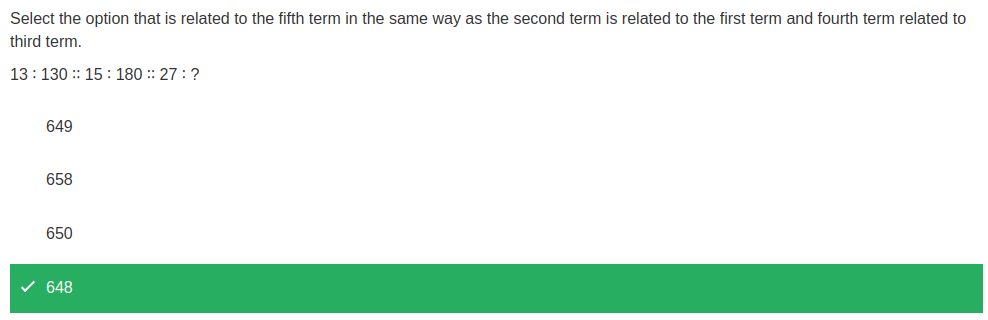 Select the option that is related to the fifth term in the same way as the second term is related to the first term and fourth term related to
third term.
13 : 130 :: 15 : 180 :: 27 : ?
649
658
650
648